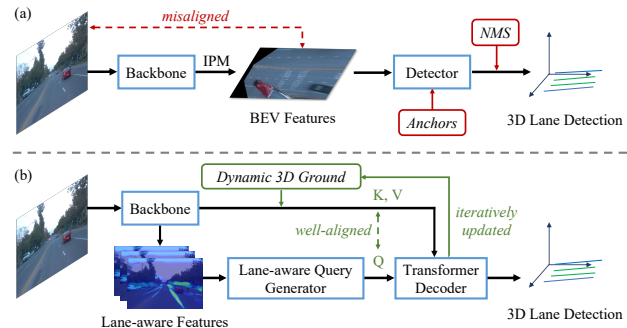 (a)
misaligned
NMS
Backbone
IPM
Detector
BEV Features
Anchors
3D Lane Detection
(b)
Dynamic 3D Ground
Backbone
K, V
well-aligned
iteratively
updated
Q
Lane-aware Query
Generator
Transformer
Decoder
Lane-aware Features
3D Lane Detection